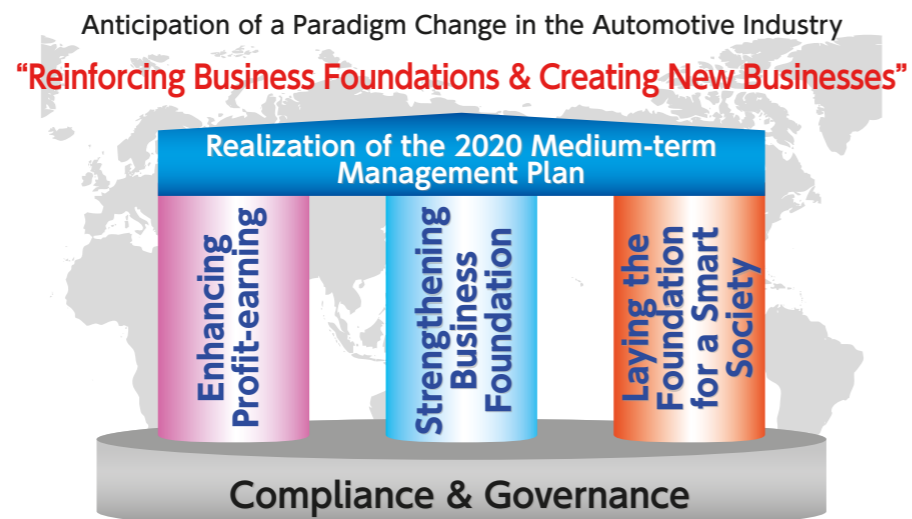 Anticipation of a Paradigm Change in the Automotive Industry
“Reinforcing Business Foundations & Creating New Businesses”
Realization of the 2020 Medium-term
Management Plan
Enhancing
Profit-earning
Strengthening
Business
Foundation
Laying the
Foundation
for a Smart
Society
Compliance & Governance